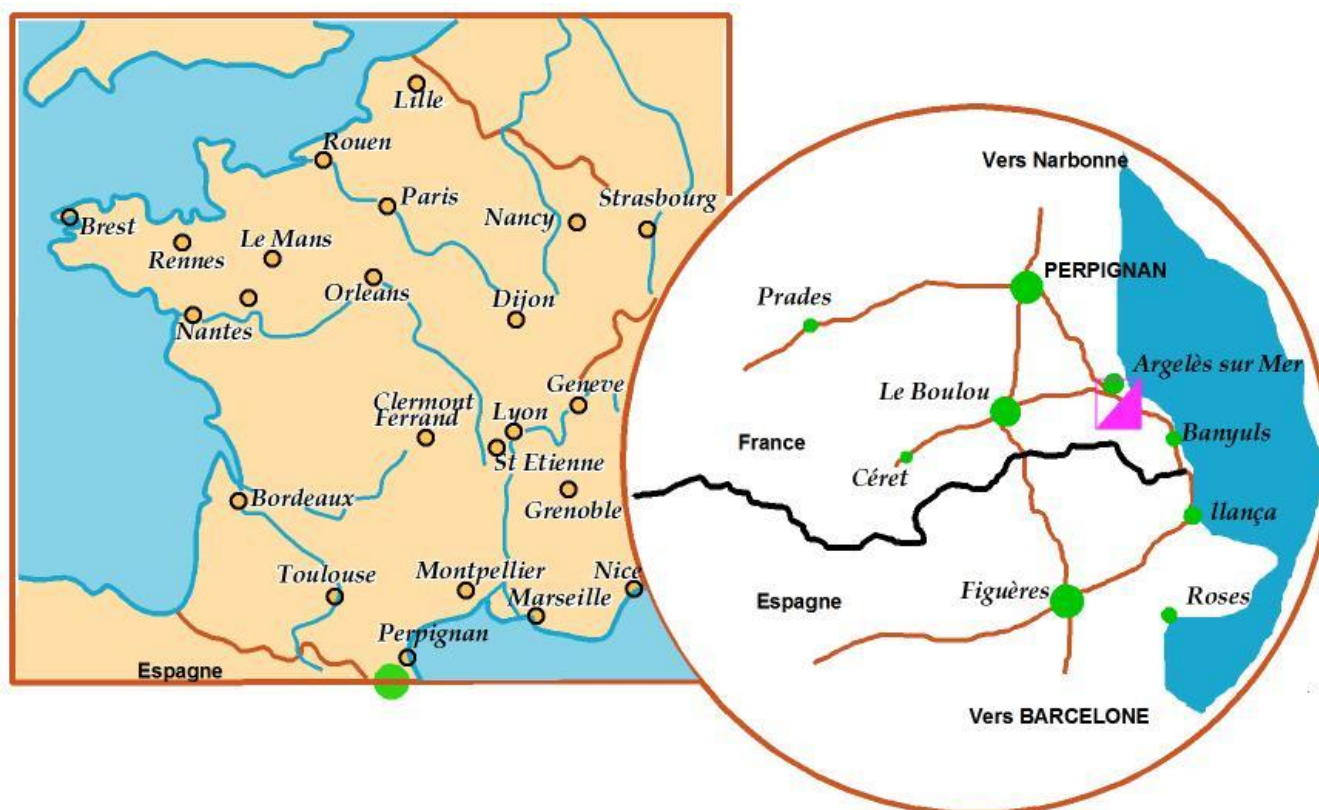 Lille
Rouen
Paris
Strasbourg
Nancy
Brest
Le Mans
Rennes
Orleans
Dijon
Nantes
Geneve
Clermont
Ferrand
Lyon
St Etienne
Bordeaux
Grenoble
Toulouse
Montpellier
Nice
Marseille
Perpignan
Espagne
Vers Narbonne
PERPIGNAN
Prades
Argelès sur Mer
Le Boulou
Banyuls
France
Céret
llança
Figuères
Espagne
Roses
Vers BARCELONE